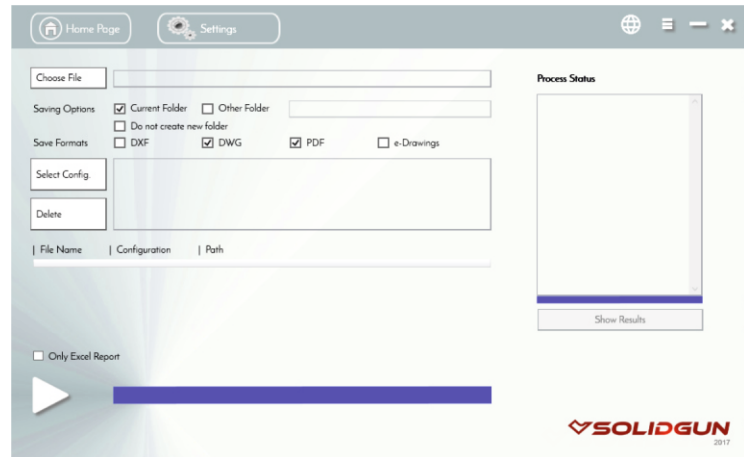 Home Page
Settings
Choose File
Process Status
Saving Options
Current Folder
Other Folder
Do not create new folder
Save Formats
DXF
DWG
PDF
e-Drawings
Select Config.
Delete
| File Name | Configuration | Path
Show Results
Only Excel Report
SOLIDGUN
2017